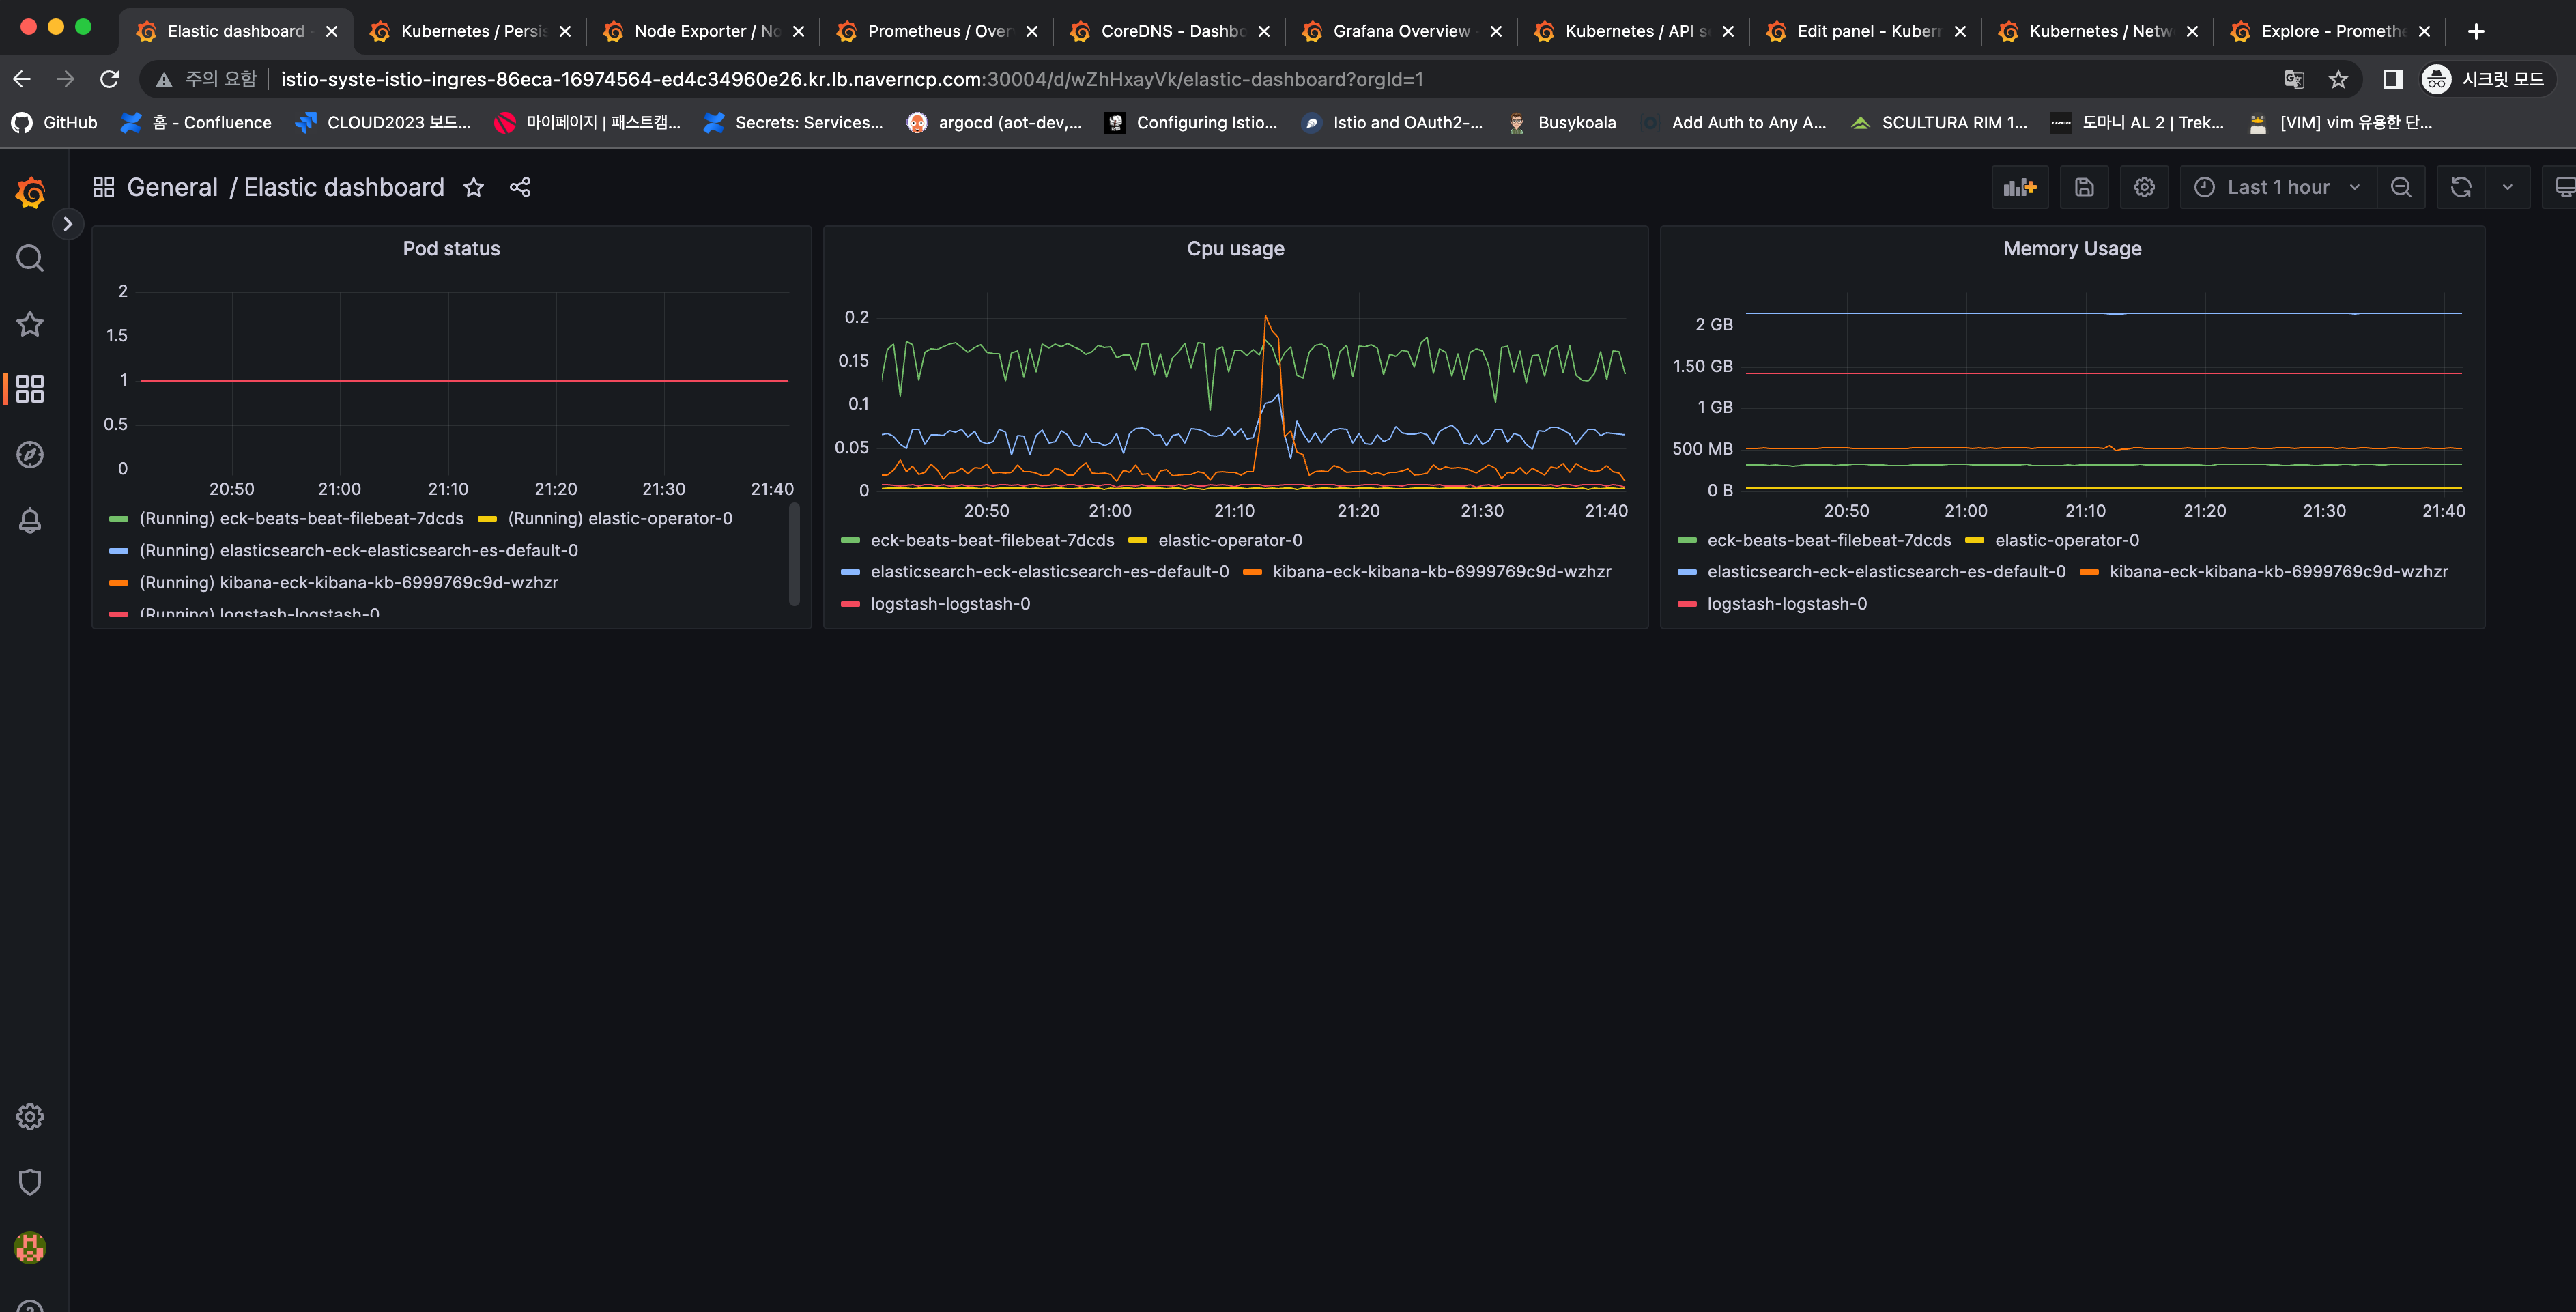 Elastic dashboard -
Kubernetes / Persis
Node Exporter / No
Prometheus / Over
CoreDNS - Dashbo
Grafana Overview -
Kubernetes / API s
Edit panel - Kubern
Kubernetes / Netw
Explore - Prometh
주의 요함
istio-syste-istio-ingres-86eca-16974564-ed4c34960e26.kr.lb.naverncp.com:30004/d/wZhHxayVk/elastic-dashboard?orgId=1
시크릿 모드
GitHub
홈 - Confluence
CLOUD2023 보드...
마이페이지 | 패스트캠...
Secrets: Services...
argocd (aot-dev,...
Configuring Istio...
Istio and OAuth2-...
Busykoala
Add Auth to Any A...
SCULTURA RIM 1...
TREK
도마니 AL 2 | Trek...
[VIM] vim 유용한 단...
General / Elastic dashboard
Last 1 hour
Pod status
2
1.5
1
0.5
0
20:50 21:00 21:10 21:20 21:30 21:40
(Running) eck-beats-beat-filebeat-7dcds (Running) elastic-operator-0
(Running) elasticsearch-eck-elasticsearch-es-default-0
(Running) kibana-eck-kibana-kb-6999769c9d-wzhzr
(Running) logstash-logstash-0
Cpu usage
0.2
0.15
0.1
0.05
0
20:50 21:00 21:10 21:20 21:30 21:40
eck-beats-beat-filebeat-7dcds elastic-operator-0
elasticsearch-eck-elasticsearch-es-default-0 kibana-eck-kibana-kb-6999769c9d-wzhzr
logstash-logstash-0
Memory Usage
2 GB
1.50 GB
1 GB
500 MB
0 B
20:50 21:00 21:10 21:20 21:30 21:40
eck-beats-beat-filebeat-7dcds elastic-operator-0
elasticsearch-eck-elasticsearch-es-default-0 kibana-eck-kibana-kb-6999769c9d-wzhzr
logstash-logstash-0